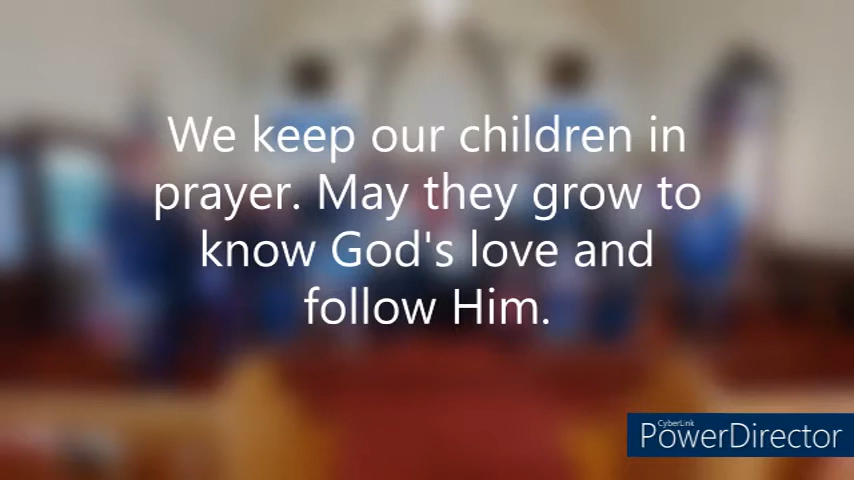 We keep our children in
prayer. May they grow to
know God's love and
follow Him.
CyberLink
PowerDirector